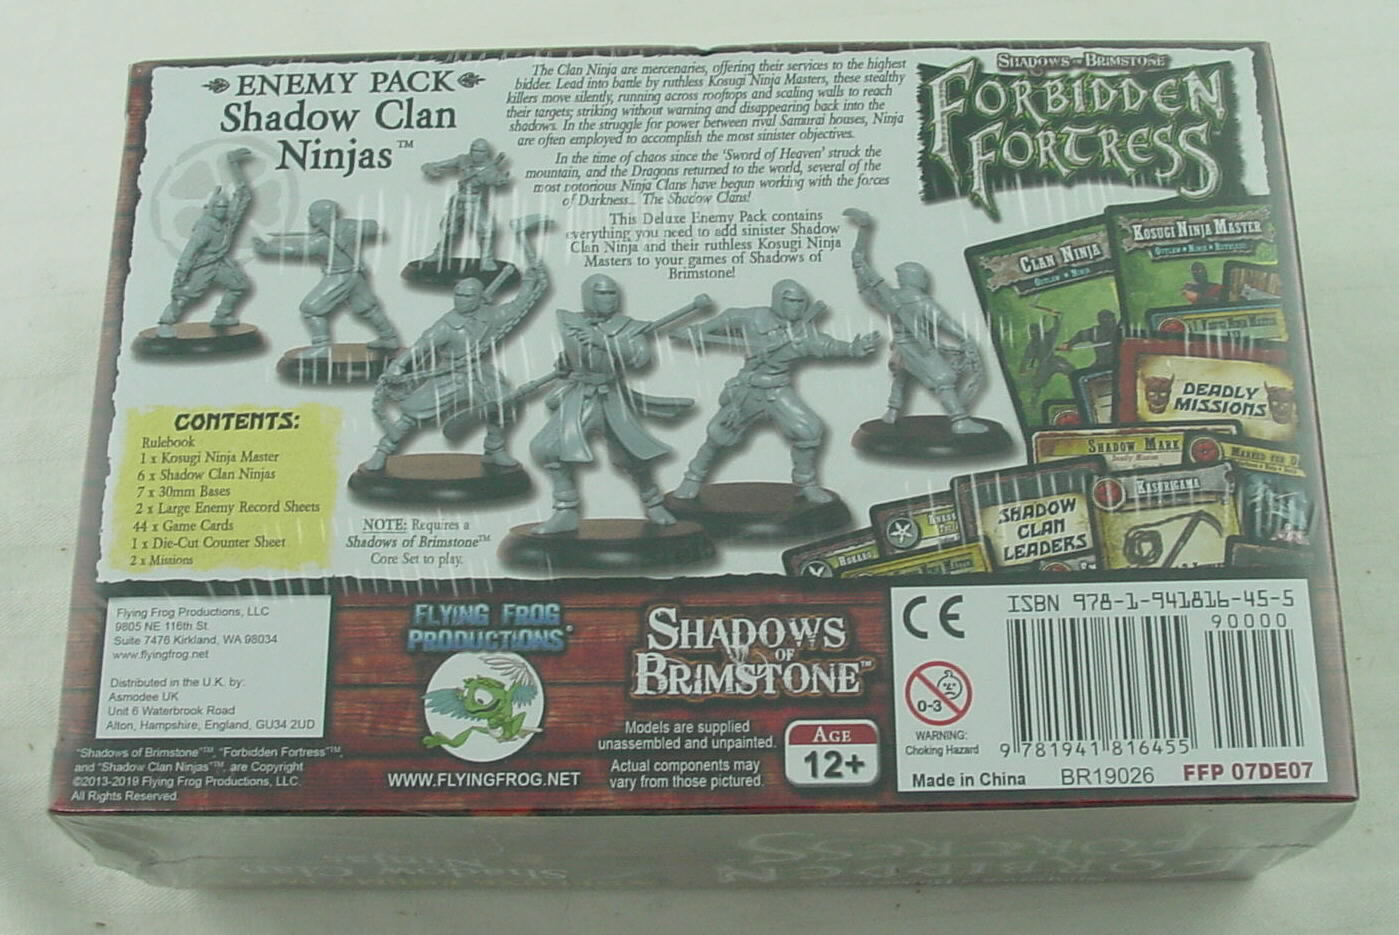 ENEMY PACK
Shadow Clan
Ninjas™
The Clan Ninja are mercenaries, offering their services to the highest
bidder. Lead into battle by ruthless Kosugi Ninja Masters, these stealthy
killers move silently, running across rooftops and scaling walls to reach
their targets; striking without warning and disappearing back into the
shadows. In the struggle for power between rival Samurai houses, Ninja
are often employed to accomplish the most sinister objectives.
In the time of chaos since the 'Sword of Heaven' struck the
mountain, and the Dragons returned to the world, several of the
most notorious Ninja Clans have begun working with the forces
of Darkness... The Shadow Clans!
This Deluxe Enemy Pack contains
everything you need to add sinister Shadow
Clan Ninja and their ruthless Kosugi Ninja
Masters to your games of Shadows of
Brimstone!
SHADOWS OF BRIMSTONE
FORBIDDEN
FORTRESS
CLAN NINJA
OUTLAW • NINJA
KOSUGI NINJA MASTER
OUTLAW • NINJA • RUTHLESS
DEADLY
MISSIONS
SHADOW MARK
KASURIGAMA
SHADOW
CLAN
LEADERS
CONTENTS:
Rulebook
1 x Kosugi Ninja Master
6 x Shadow Clan Ninjas
7 x 30mm Bases
2 x Large Enemy Record Sheets
44 x Game Cards
1 x Die-Cut Counter Sheet
2 x Missions
NOTE: Requires a
Shadows of Brimstone™
Core Set to play.
Flying Frog Productions, LLC
9805 NE 116th St.
Suite 7476 Kirkland, WA 98034
www.flyingfrog.net
Distributed in the U.K. by:
Asmodee UK
Unit 6 Waterbrook Road
Alton, Hampshire, England, GU34 2UD
"Shadows of Brimstone"™, "Forbidden Fortress"™,
and "Shadow Clan Ninjas"™, are Copyright
©2013-2019 Flying Frog Productions, LLC.
All Rights Reserved.
FLYING FROG
PRODUCTIONS®
WWW.FLYINGFROG.NET
SHADOWS
OF
BRIMSTONE™
Models are supplied
unassembled and unpainted.
Actual components may
vary from those pictured.
AGE
12+
CE
0-3
WARNING:
Choking Hazard
ISBN 978-1-941816-45-5
90000
9 781941 816455
Made in China
BR19026
FFP 07DE07
FORBIDDEN
FORTRESS
Shadow Clan
Ninjas